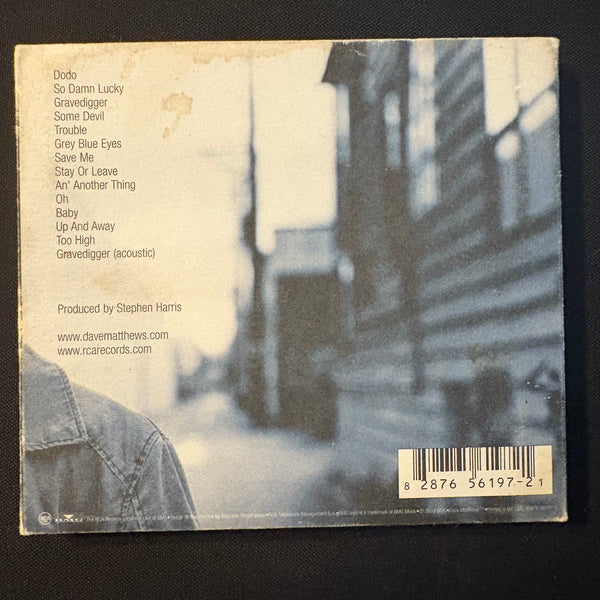 Dodo
So Damn Lucky
Gravedigger
Some Devil
Trouble
Grey Blue Eyes
Save Me
Stay Or Leave
An' Another Thing
Oh
Baby
Up And Away
Too High
Gravedigger (acoustic)
Produced by Stephen Harris
www.davematthews.com
www.rcarecords.com
8 2876 56197-2 1
BMG